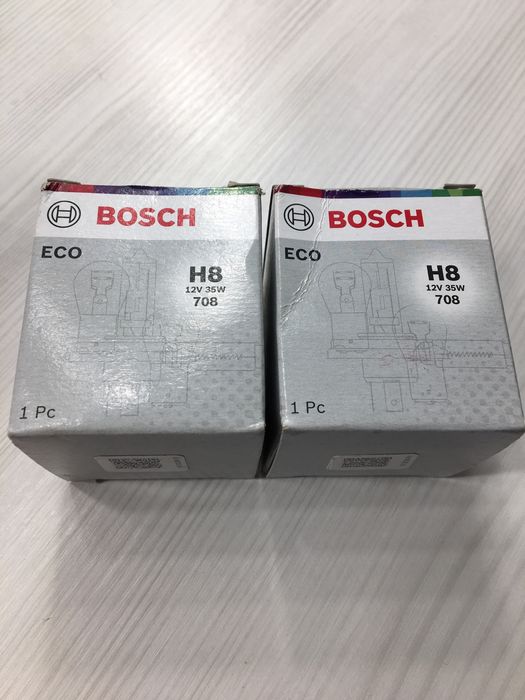 BOSCH
ECO
H8
12V 35W
708
1 Pc
BOSCH
ECO
H8
12V 35W
708
1 Pc